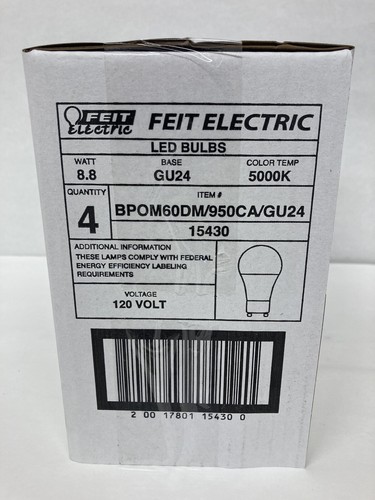 FEIT Electric FEIT ELECTRIC
LED BULBS
WATT BASE COLOR TEMP
8.8 GU24 5000K
QUANTITY ITEM #
4 BPOM60DM/950CA/GU24
15430
ADDITIONAL INFORMATION
THESE LAMPS COMPLY WITH FEDERAL
ENERGY EFFICIENCY LABELING
REQUIREMENTS
VOLTAGE
120 VOLT
2 00 17801 15430 0